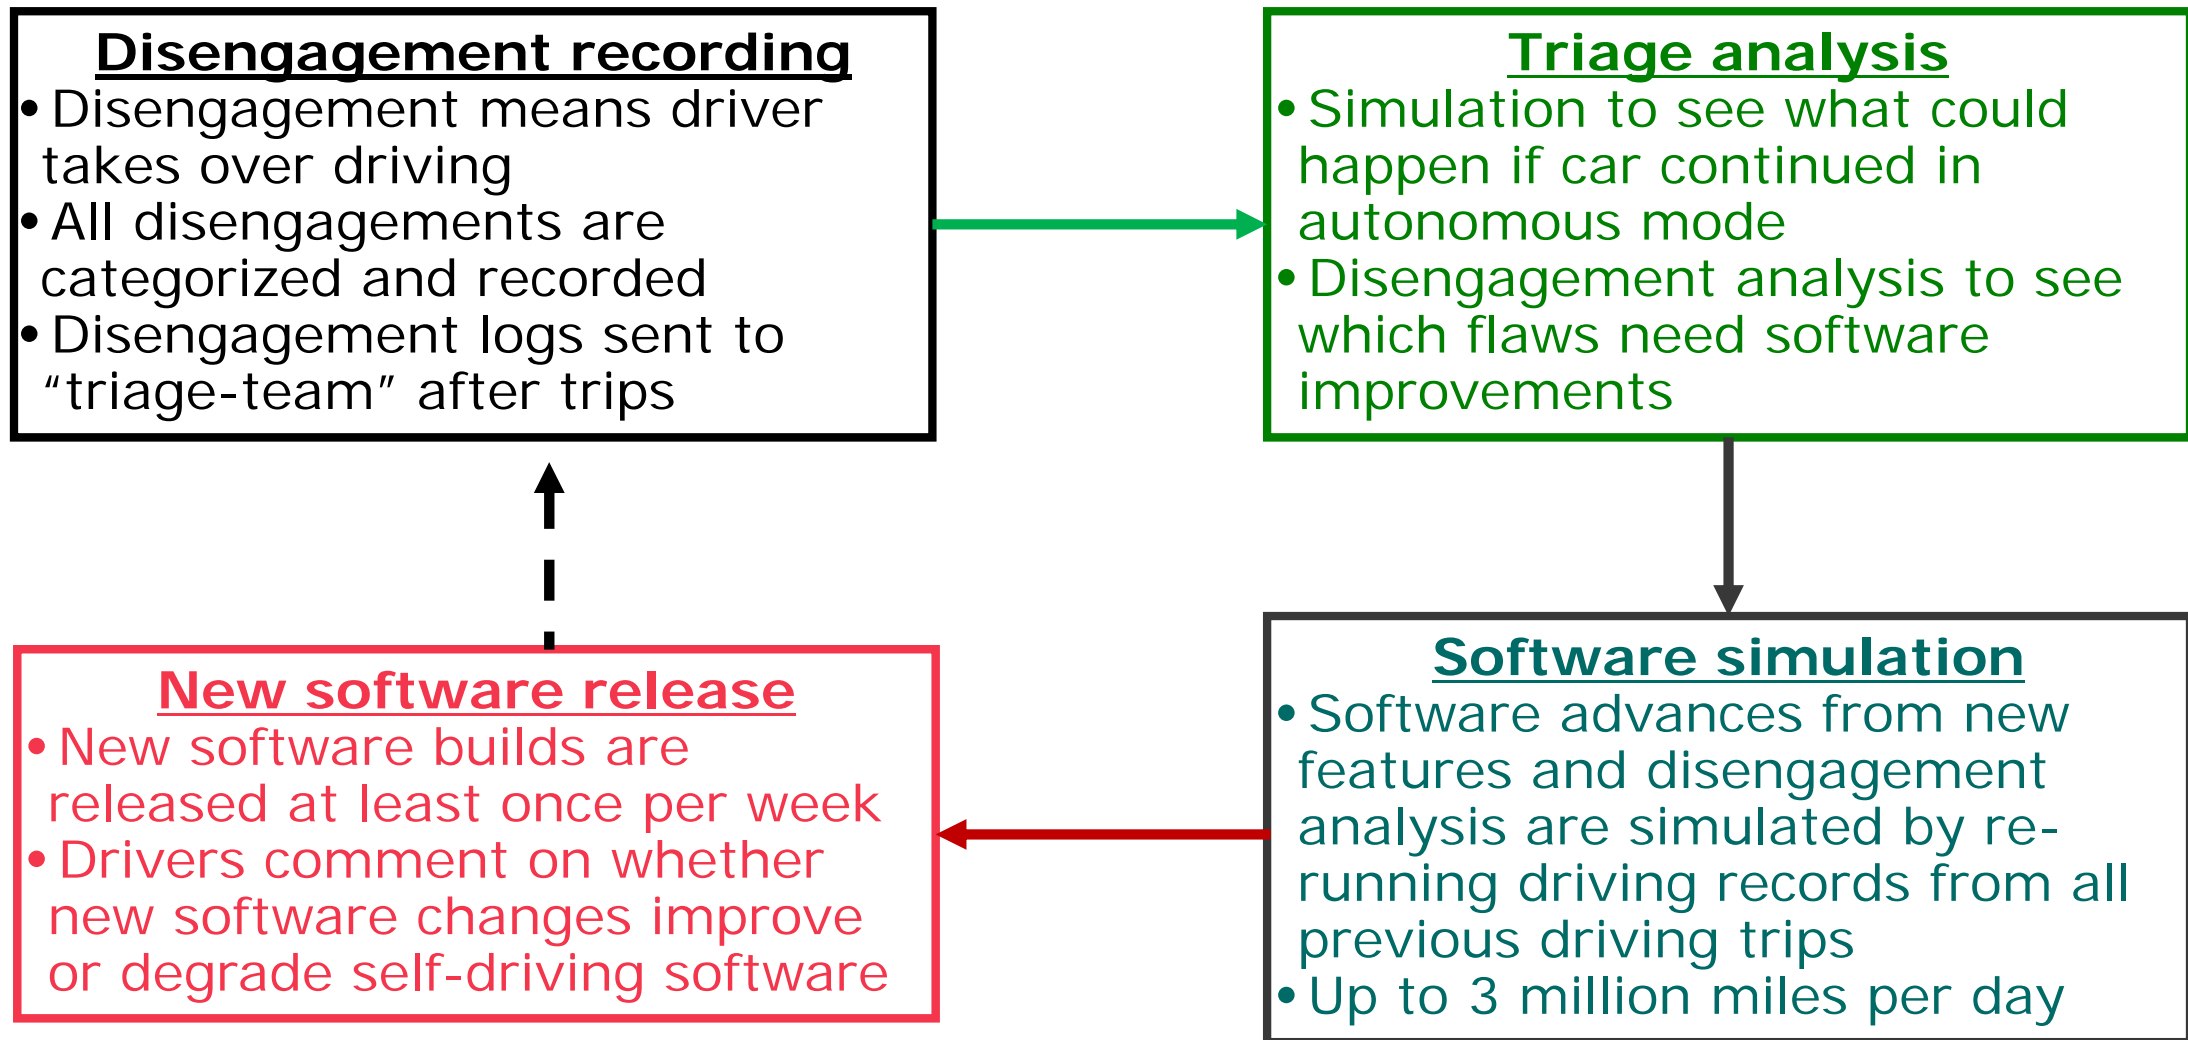 Disengagement recording
• Disengagement means driver
takes over driving
• All disengagements are
categorized and recorded
• Disengagement logs sent to
“triage-team” after trips
Triage analysis
• Simulation to see what could
happen if car continued in
autonomous mode
• Disengagement analysis to see
which flaws need software
improvements
New software release
• New software builds are
released at least once per week
• Drivers comment on whether
new software changes improve
or degrade self-driving software
Software simulation
• Software advances from new
features and disengagement
analysis are simulated by re-
running driving records from all
previous driving trips
• Up to 3 million miles per day